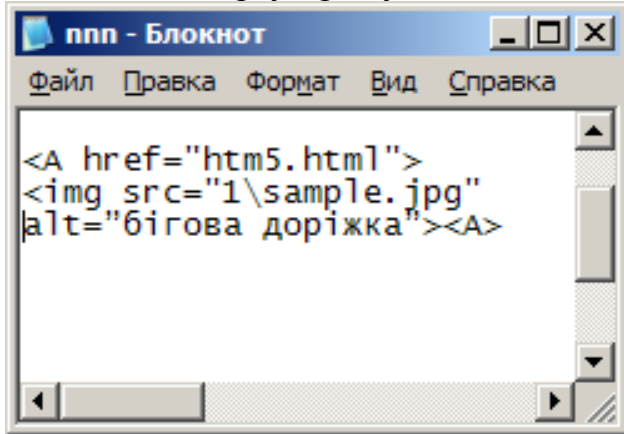 nnn - Блокнот
Файл Правка Формат Вид Справка
<A href="htm5.html">
<img src="1\sample.jpg"
alt="бігова доріжка"><A>